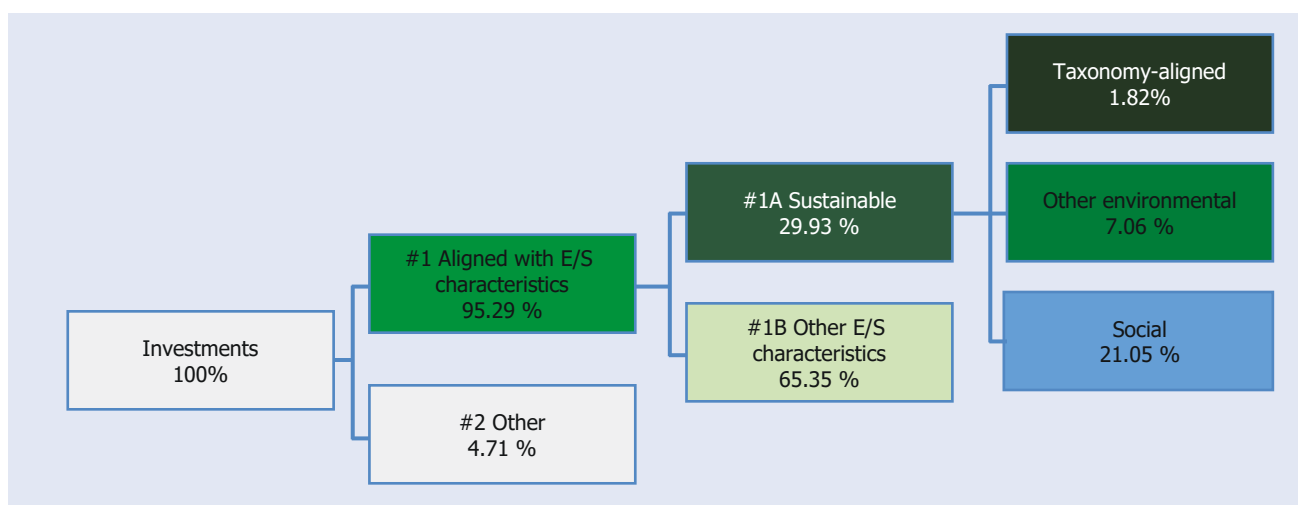 Investments
100%
#1 Aligned with E/S
characteristics
95.29 %
#2 Other
4.71 %
#1A Sustainable
29.93 %
#1B Other E/S
characteristics
65.35 %
Taxonomy-aligned
1.82%
Other environmental
7.06 %
Social
21.05 %